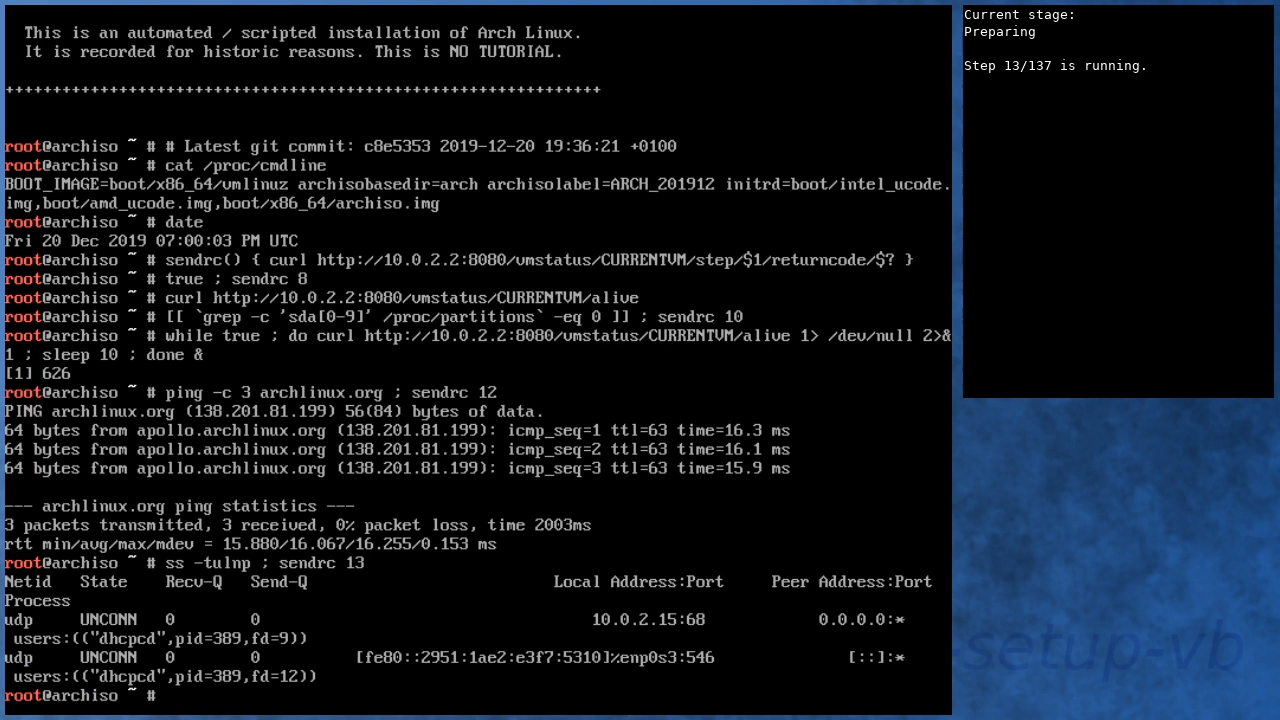 This is an automated / scripted installation of Arch Linux.
It is recorded for historic reasons. This is NO TUTORIAL.
+++++++++++++++++++++++++++++++++++++++++++++++++++++++++++++++
root@archiso ~ # # Latest git commit: c8e5353 2019-12-20 19:36:21 +0100
root@archiso ~ # cat /proc/cmdline
BOOT_IMAGE=boot/x86_64/vmlinuz archisobasedir=arch archisolabel=ARCH_201912 initrd=boot/intel_ucode.
img,boot/amd_ucode.img,boot/x86_64/archiso.img
root@archiso ~ # date
Fri 20 Dec 2019 07:00:03 PM UTC
root@archiso ~ # sendrc() { curl http://10.0.2.2:8080/vmstatus/CURRENTVM/step/$1/returncode/$? }
root@archiso ~ # true ; sendrc 8
root@archiso ~ # curl http://10.0.2.2:8080/vmstatus/CURRENTVM/alive
root@archiso ~ # [[ `grep -c 'sda[0-9]' /proc/partitions` -eq 0 ]] ; sendrc 10
root@archiso ~ # while true ; do curl http://10.0.2.2:8080/vmstatus/CURRENTVM/alive 1> /dev/null 2>&
1 ; sleep 10 ; done &
[1] 626
root@archiso ~ # ping -c 3 archlinux.org ; sendrc 12
PING archlinux.org (138.201.81.199) 56(84) bytes of data.
64 bytes from apollo.archlinux.org (138.201.81.199): icmp_seq=1 ttl=63 time=16.3 ms
64 bytes from apollo.archlinux.org (138.201.81.199): icmp_seq=2 ttl=63 time=16.1 ms
64 bytes from apollo.archlinux.org (138.201.81.199): icmp_seq=3 ttl=63 time=15.9 ms
--- archlinux.org ping statistics ---
3 packets transmitted, 3 received, 0% packet loss, time 2003ms
rtt min/avg/max/mdev = 15.880/16.067/16.255/0.153 ms
root@archiso ~ # ss -tulnp ; sendrc 13
Netid State Recv-Q Send-Q Local Address:Port Peer Address:Port
Process
udp UNCONN 0 0 10.0.2.15:68 0.0.0.0:*
users:(("dhcpcd",pid=389,fd=9))
udp UNCONN 0 0 [fe80::2951:1ae2:e3f7:5310]%enp0s3:546 [::]:*
users:(("dhcpcd",pid=389,fd=12))
root@archiso ~ #
Current stage:
Preparing
Step 13/137 is running.
-setup-vb